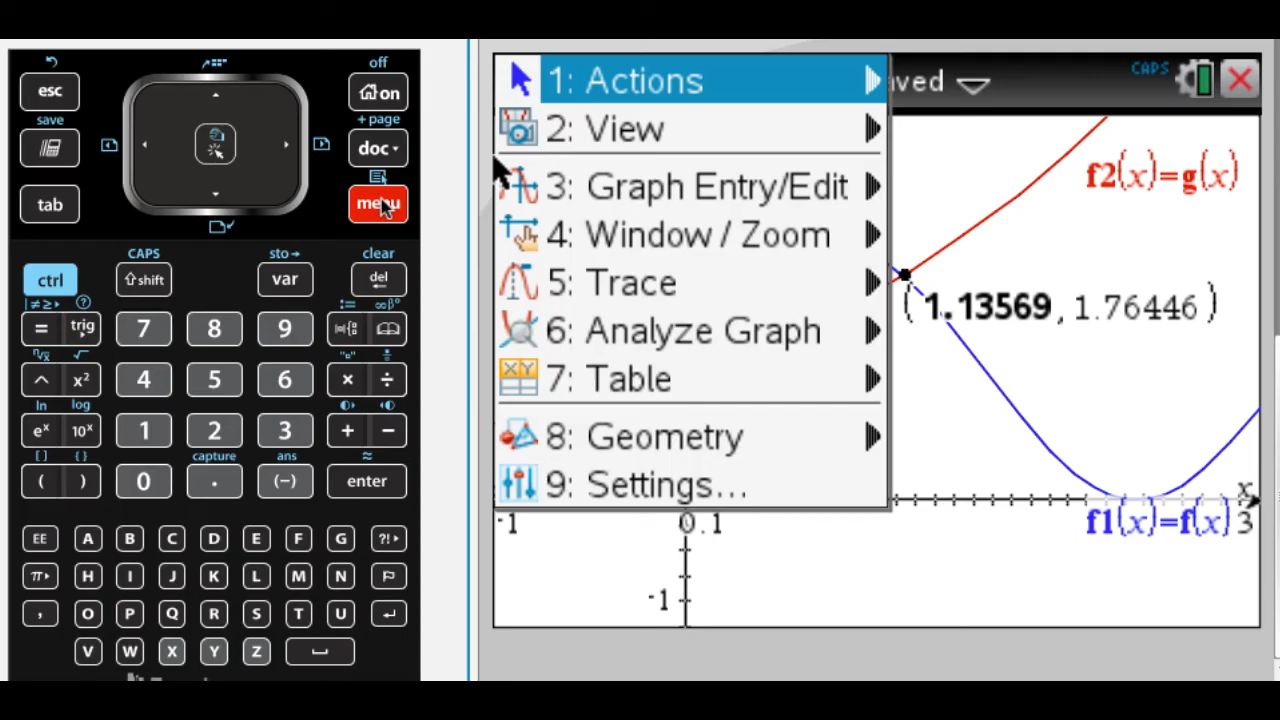 off
esc
on
save
+ page
doc
tab
menu
CAPS
sto→
clear
ctrl
⇧shift
var
del
|≠≥▸
:=
∞β°
=
trig
7
8
9
√
"▫"
÷
^
x²
4
5
6
×
÷
ln
log
eˣ
10ˣ
1
2
3
+
−
[ ]
{ }
capture
ans
≈
(
)
0
.
(−)
enter
EE
A
B
C
D
E
F
G
?!▸
π▸
H
I
J
K
L
M
N
,
O
P
Q
R
S
T
U
↵
V
W
X
Y
Z
1: Actions
2: View
3: Graph Entry/Edit
4: Window / Zoom
5: Trace
6: Analyze Graph
7: Table
XY
8: Geometry
9: Settings...
ved
CAPS
f2(x)=g(x)
(1.13569, 1.76446)
x
f1(x)=f(x)
3
-1
0.1
-1